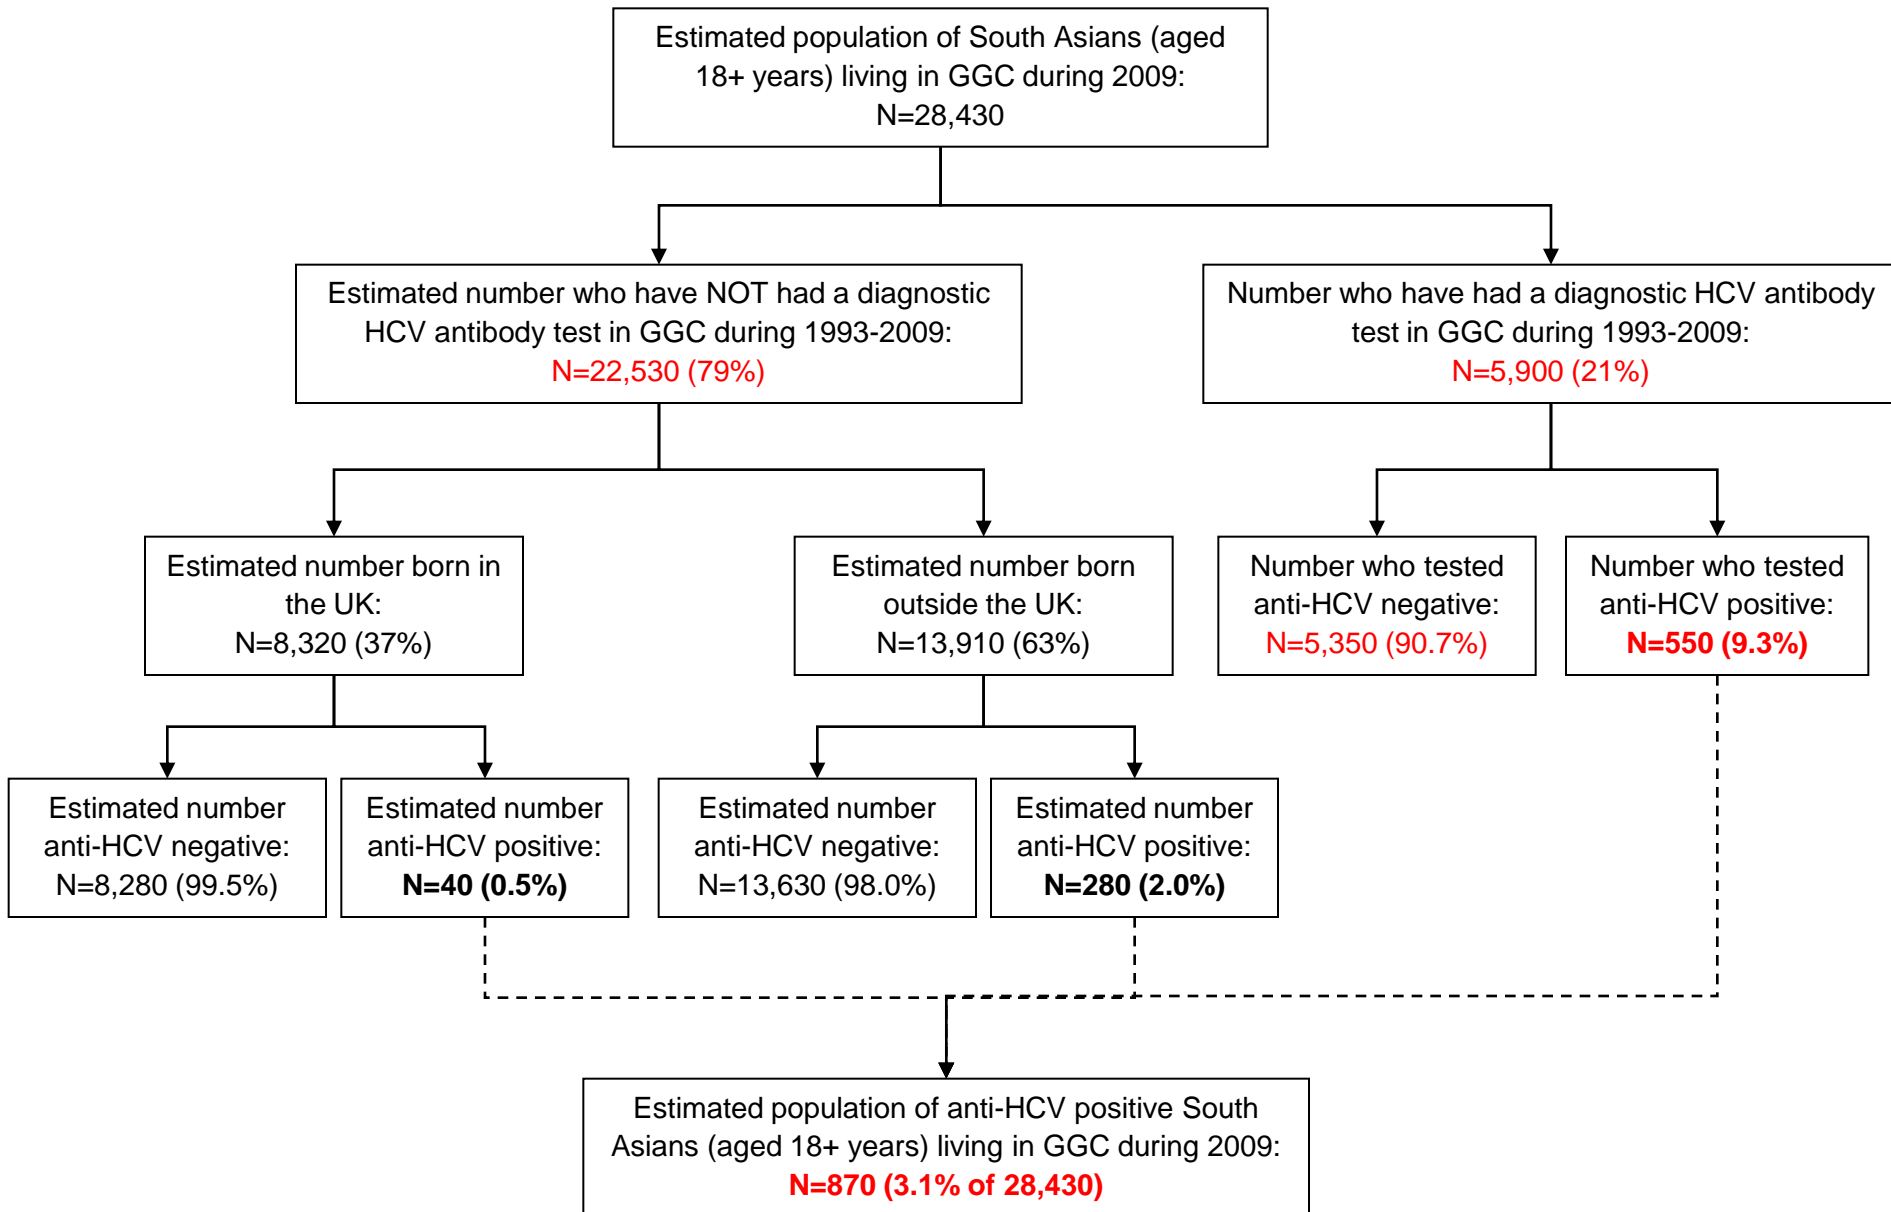 Estimated population of South Asians (aged
18+ years) living in GGC during 2009:
N=28,430
Estimated number who have NOT had a diagnostic
HCV antibody test in GGC during 1993-2009:
N=22,530 (79%)
Number who have had a diagnostic HCV antibody
test in GGC during 1993-2009:
N=5,900 (21%)
Estimated number born in
the UK:
N=8,320 (37%)
Estimated number born
outside the UK:
N=13,910 (63%)
Number who tested
anti-HCV negative:
N=5,350 (90.7%)
Number who tested
anti-HCV positive:
N=550 (9.3%)
Estimated number
anti-HCV negative:
N=8,280 (99.5%)
Estimated number
anti-HCV positive:
N=40 (0.5%)
Estimated number
anti-HCV negative:
N=13,630 (98.0%)
Estimated number
anti-HCV positive:
N=280 (2.0%)
Estimated population of anti-HCV positive South
Asians (aged 18+ years) living in GGC during 2009:
N=870 (3.1% of 28,430)